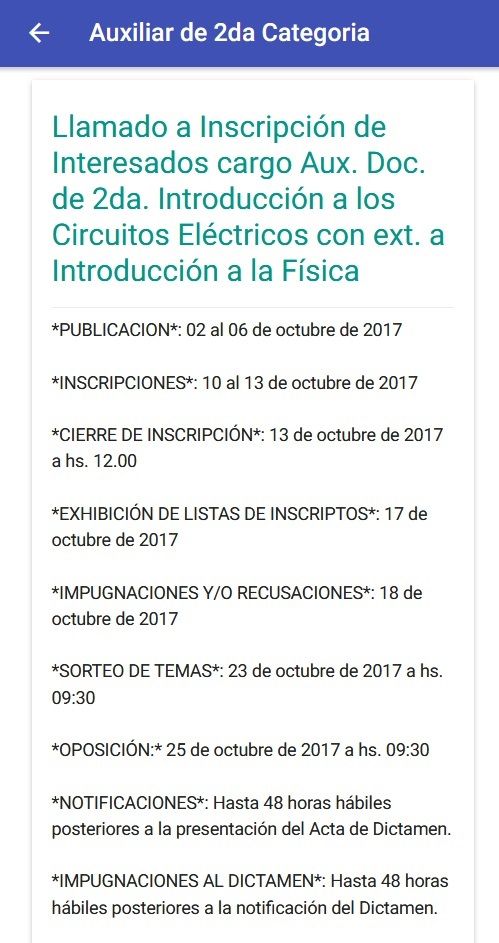 Auxiliar de 2da Categoria
Llamado a Inscripción de
Interesados cargo Aux. Doc.
de 2da. Introducción a los
Circuitos Eléctricos con ext. a
Introducción a la Física
*PUBLICACION*: 02 al 06 de octubre de 2017
*INSCRIPCIONES*: 10 al 13 de octubre de 2017
*CIERRE DE INSCRIPCIÓN*: 13 de octubre de 2017
a hs. 12.00
*EXHIBICIÓN DE LISTAS DE INSCRIPTOS*: 17 de
octubre de 2017
*IMPUGNACIONES Y/O RECUSACIONES*: 18 de
octubre de 2017
*SORTEO DE TEMAS*: 23 de octubre de 2017 a hs.
09:30
*OPOSICIÓN:* 25 de octubre de 2017 a hs. 09:30
*NOTIFICACIONES*: Hasta 48 horas hábiles
posteriores a la presentación del Acta de Dictamen.
*IMPUGNACIONES AL DICTAMEN*: Hasta 48 horas
hábiles posteriores a la notificación del Dictamen.